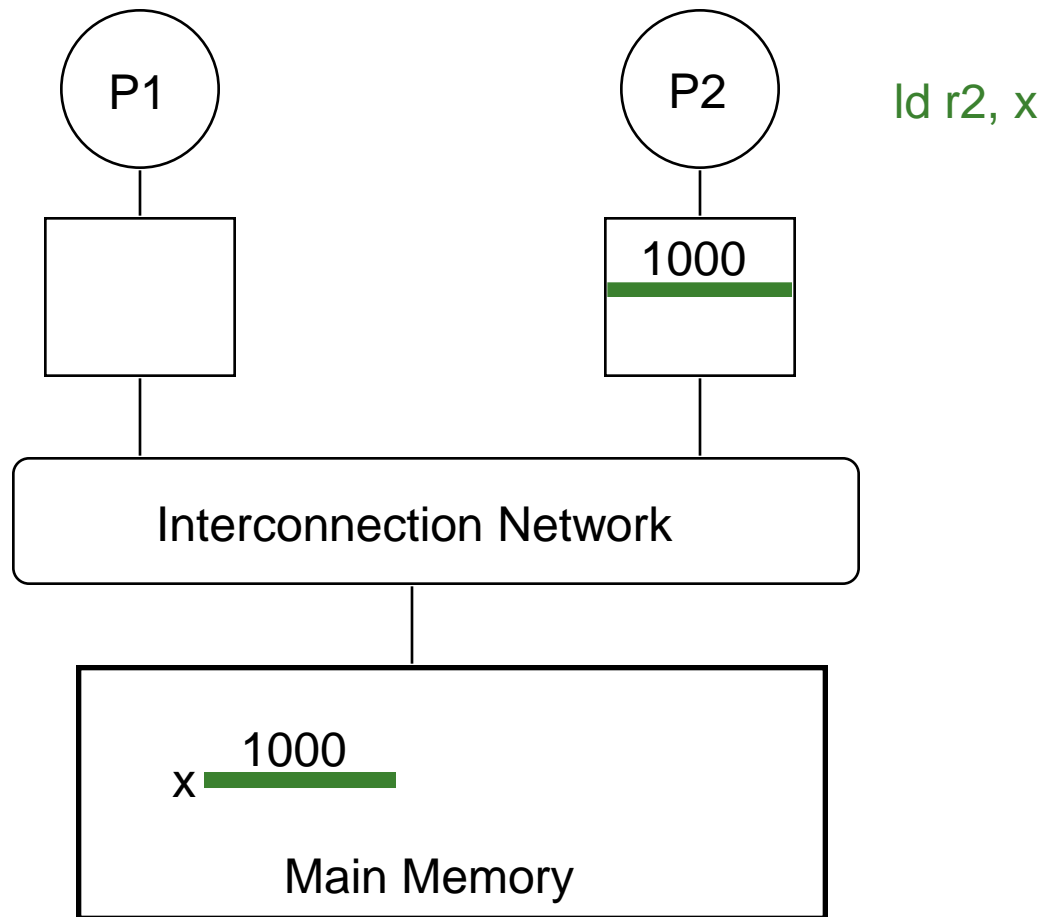 P1
P2
ld r2, x
1000
Interconnection Network
1000
x
Main Memory